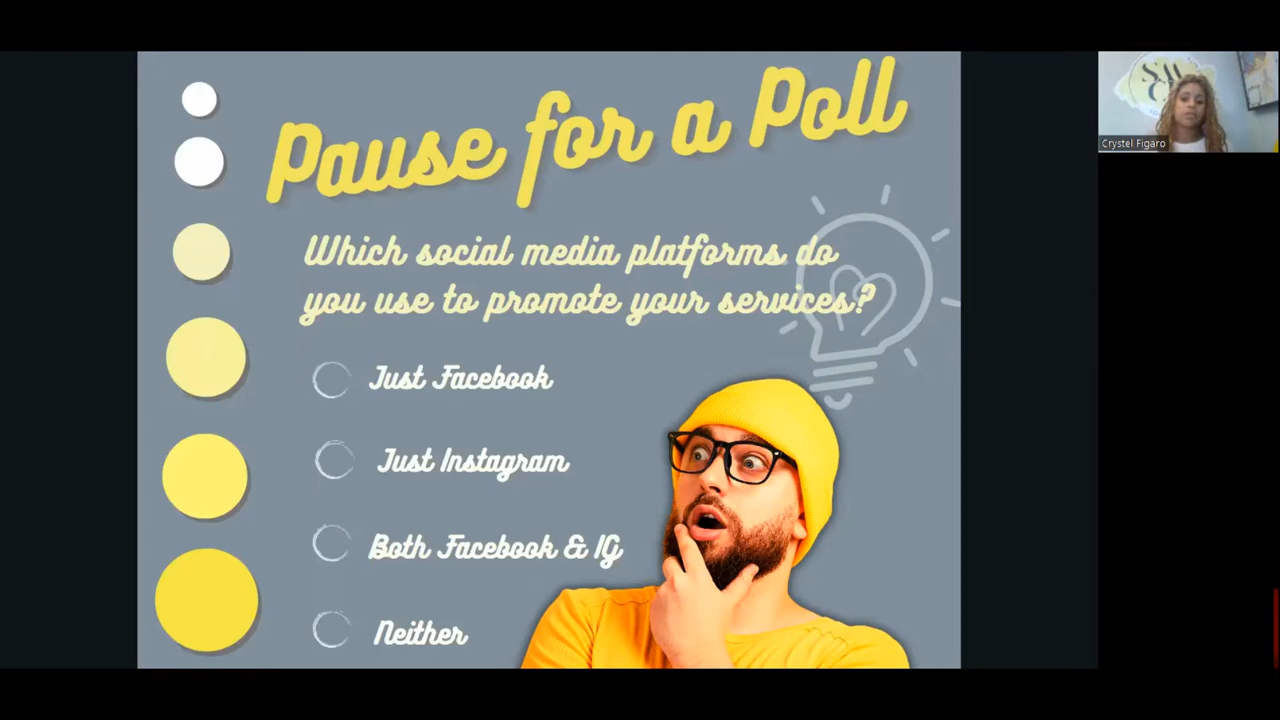 Pause for a Poll
Which social media platforms do
you use to promote your services?
Just Facebook
Just Instagram
Both Facebook & IG
Neither
Crystel Figaro